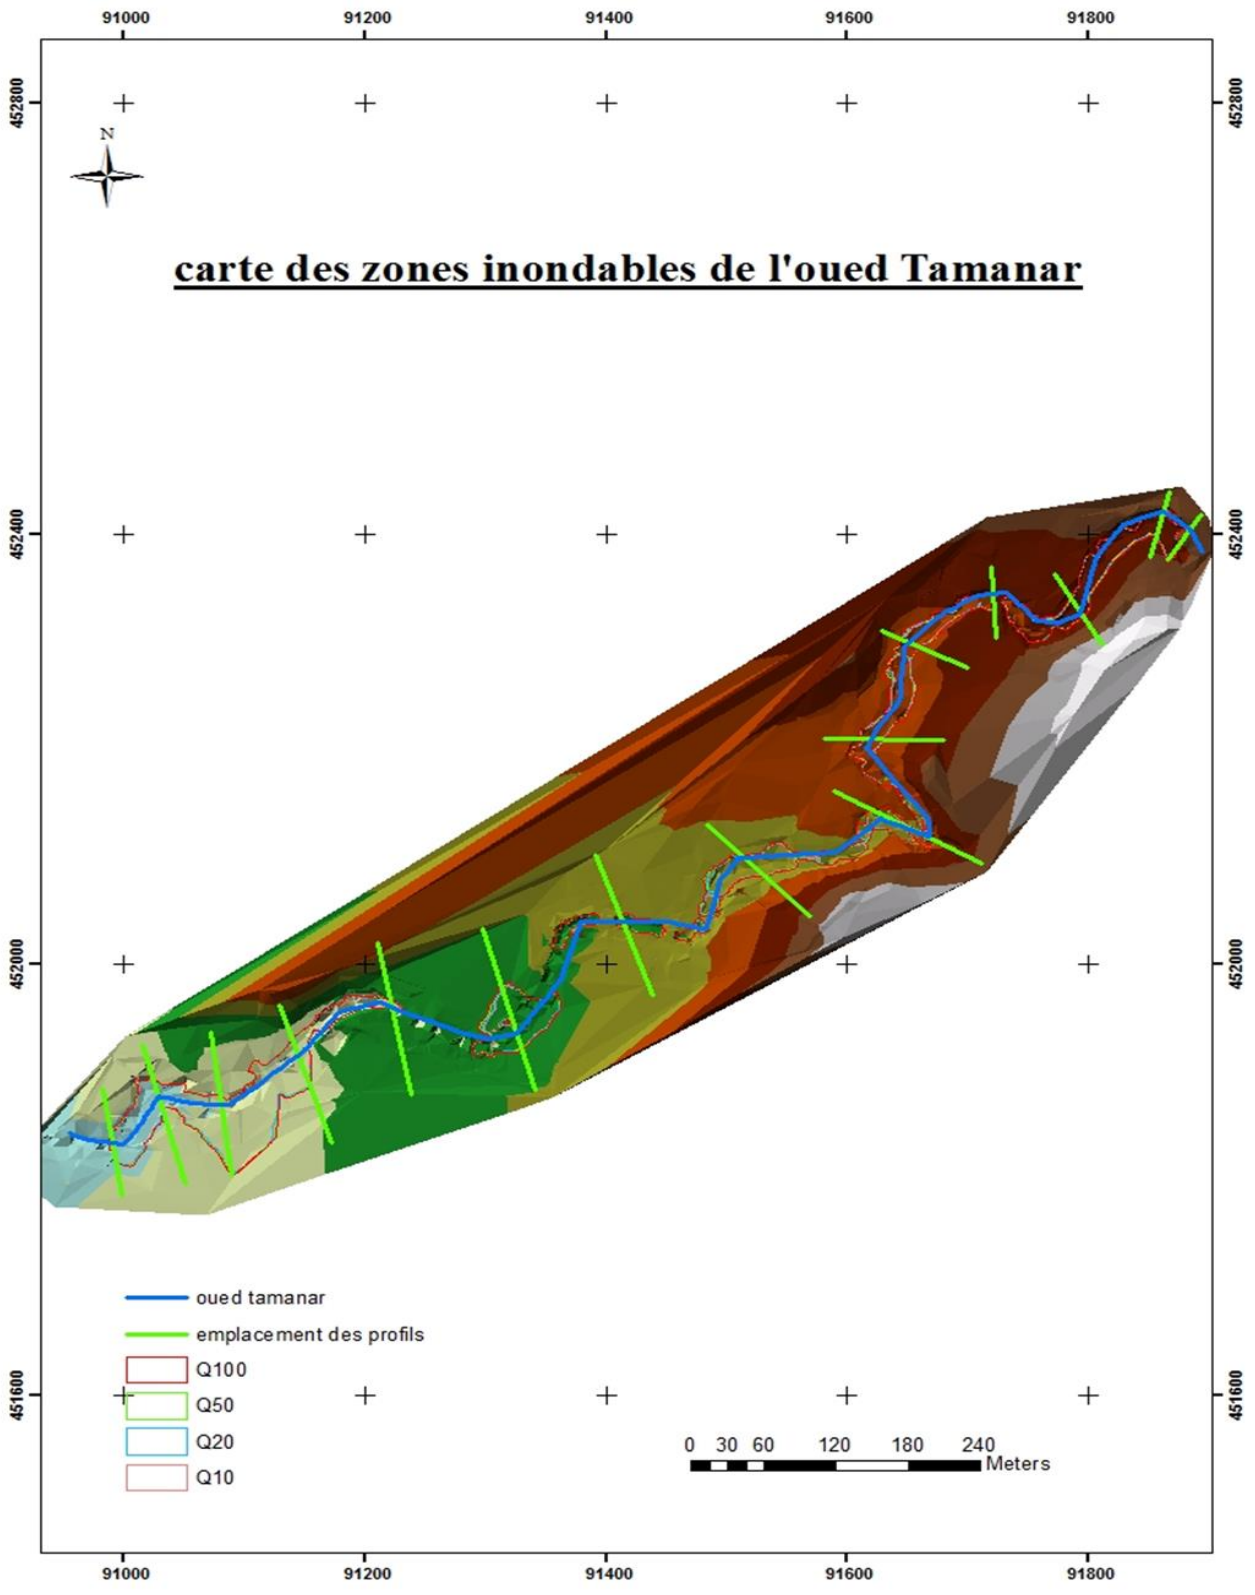 91000 91200 91400 91600 91800
452800 452800
N
carte des zones inondables de l'oued Tamanar
452400 452400
452000 452000
oued tamanar
emplacement des profils
Q100
451600 451600
Q50
Q20
0 30 60 120 180 240
Meters
Q10
91000 91200 91400 91600 91800